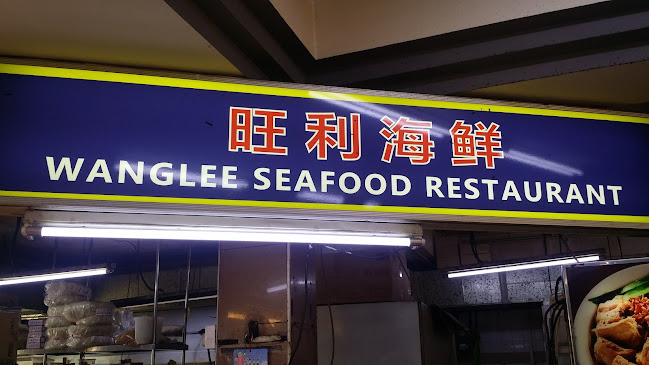 旺利海鲜
WANGLEE SEAFOOD RESTAURANT